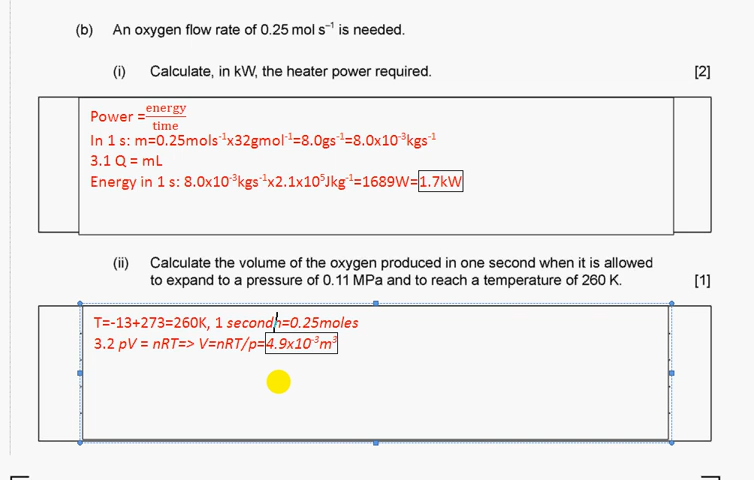 (b) An oxygen flow rate of 0.25 mol s⁻¹ is needed.
(i) Calculate, in kW, the heater power required. [2]
Power = energy/time
In 1 s: m=0.25mols⁻¹x32gmol⁻¹=8.0gs⁻¹=8.0x10⁻³kgs⁻¹
3.1 Q = mL
Energy in 1 s: 8.0x10⁻³kgs⁻¹x2.1x10⁵Jkg⁻¹=1689W=1.7kW
(ii) Calculate the volume of the oxygen produced in one second when it is allowed
to expand to a pressure of 0.11 MPa and to reach a temperature of 260 K. [1]
T=-13+273=260K, 1 secondn=0.25moles
3.2 pV = nRT=> V=nRT/p=4.9x10⁻³m³